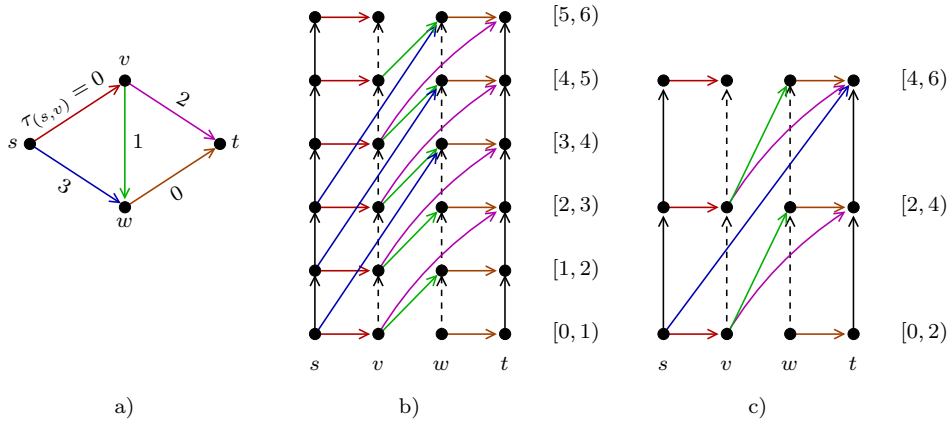 v
τ(s,v) = 0
2
s
1
t
3
0
w
a)
[5, 6]
[4, 5]
[3, 4]
[2, 3]
[1, 2]
[0, 1]
s v w t
b)
[4, 6]
[2, 4]
[0, 2]
s v w t
c)